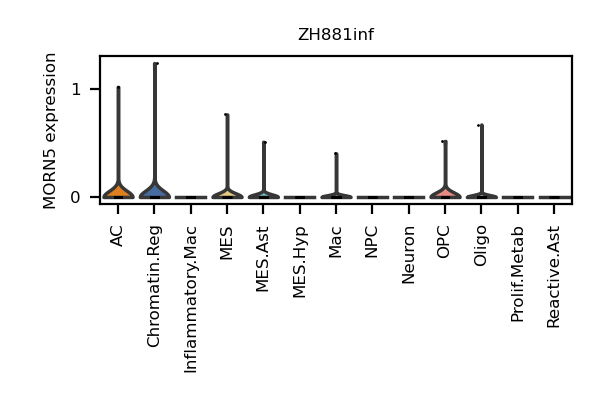 ZH881inf
MORN5 expression
1
0
AC
Chromatin.Reg
Inflammatory.Mac
MES
MES.Ast
MES.Hyp
Mac
NPC
Neuron
OPC
Oligo
Prolif.Metab
Reactive.Ast